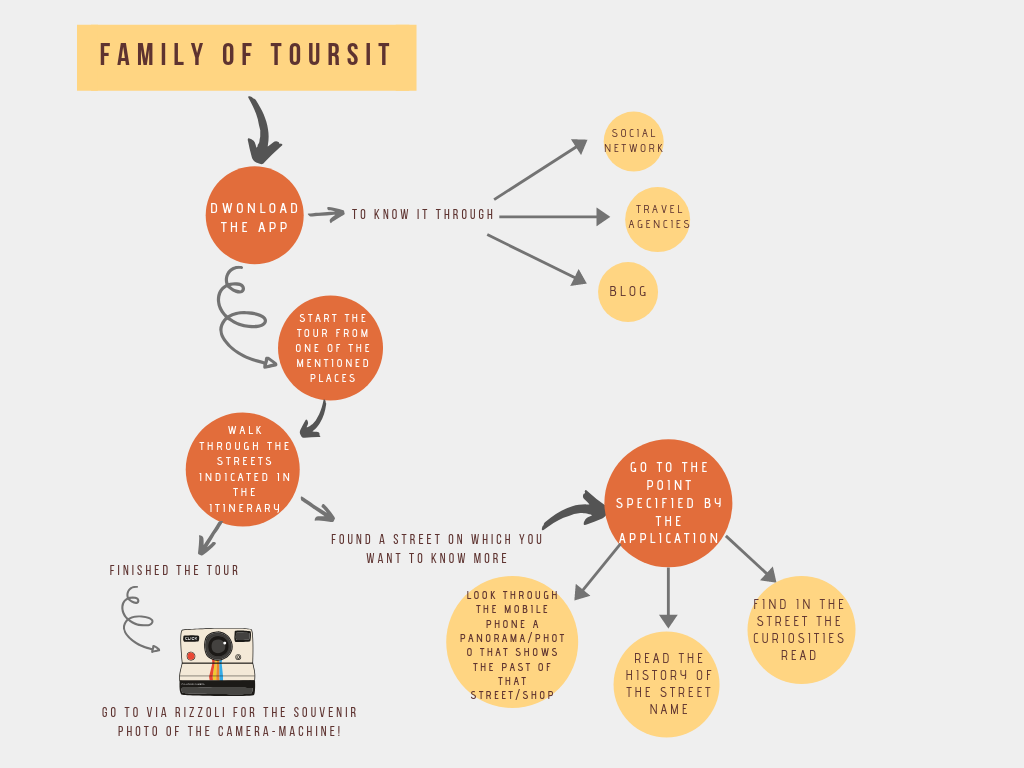 FAMILY OF TOURSIT
DWONLOAD
THE APP
TO KNOW IT THROUGH
SOCIAL
NETWORK
TRAVEL
AGENCIES
BLOG
START THE
TOUR FROM
ONE OF THE
MENTIONED
PLACES
WALK
THROUGH THE
STREETS
INDICATED IN
THE
ITINERARY
FINISHED THE TOUR
GO TO VIA RIZZOLI FOR THE SOUVENIR
PHOTO OF THE CAMERA-MACHINE!
FOUND A STREET ON WHICH YOU
WANT TO KNOW MORE
GO TO THE
POINT
SPECIFIED BY
THE
APPLICATION
LOOK THROUGH
THE MOBILE
PHONE A
PANORAMA/PHOT
O THAT SHOWS
THE PAST OF
THAT
STREET/SHOP
READ THE
HISTORY OF
THE STREET
NAME
FIND IN THE
STREET THE
CURIOSITIES
READ